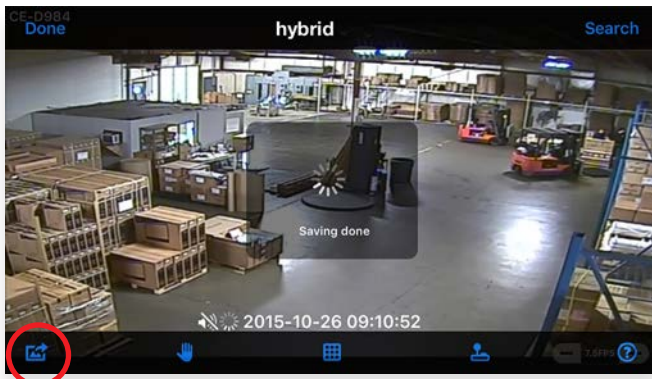 CE-D984
Done hybrid Search
Saving done
2015-10-26 09:10:52
7.5FPS ?